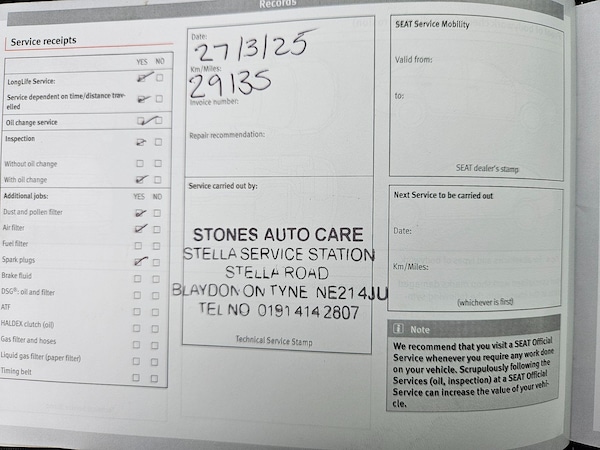 Records
Service receipts
YES NO
LongLife Service:
Service dependent on time/distance trav-
elled
Oil change service
Inspection
Without oil change
With oil change
Additional jobs: YES NO
Dust and pollen filter
Air filter
Fuel filter
Spark plugs
Brake fluid
DSG®: oil and filter
ATF
HALDEX clutch (oil)
Gas filter and hoses
Liquid gas filter (paper filter)
Timing belt
Date:
27/3/25
Km/Miles:
29135
Invoice number:
Repair recommendation:
Service carried out by:
STONES AUTO CARE
STELLA SERVICE STATION
STELLA ROAD
BLAYDON ON TYNE NE21 4JU
TEL NO 0191 414 2807
Technical Service Stamp
SEAT Service Mobility
Valid from:
to:
SEAT dealer's stamp
Next Service to be carried out
Date:
Km/Miles:
(whichever is first)
i Note
We recommend that you visit a SEAT Official
Service whenever you require any work done
on your vehicle. Scrupulously following the
Services (oil, inspection) at a SEAT Official
Service can increase the value of your vehi-
cle.